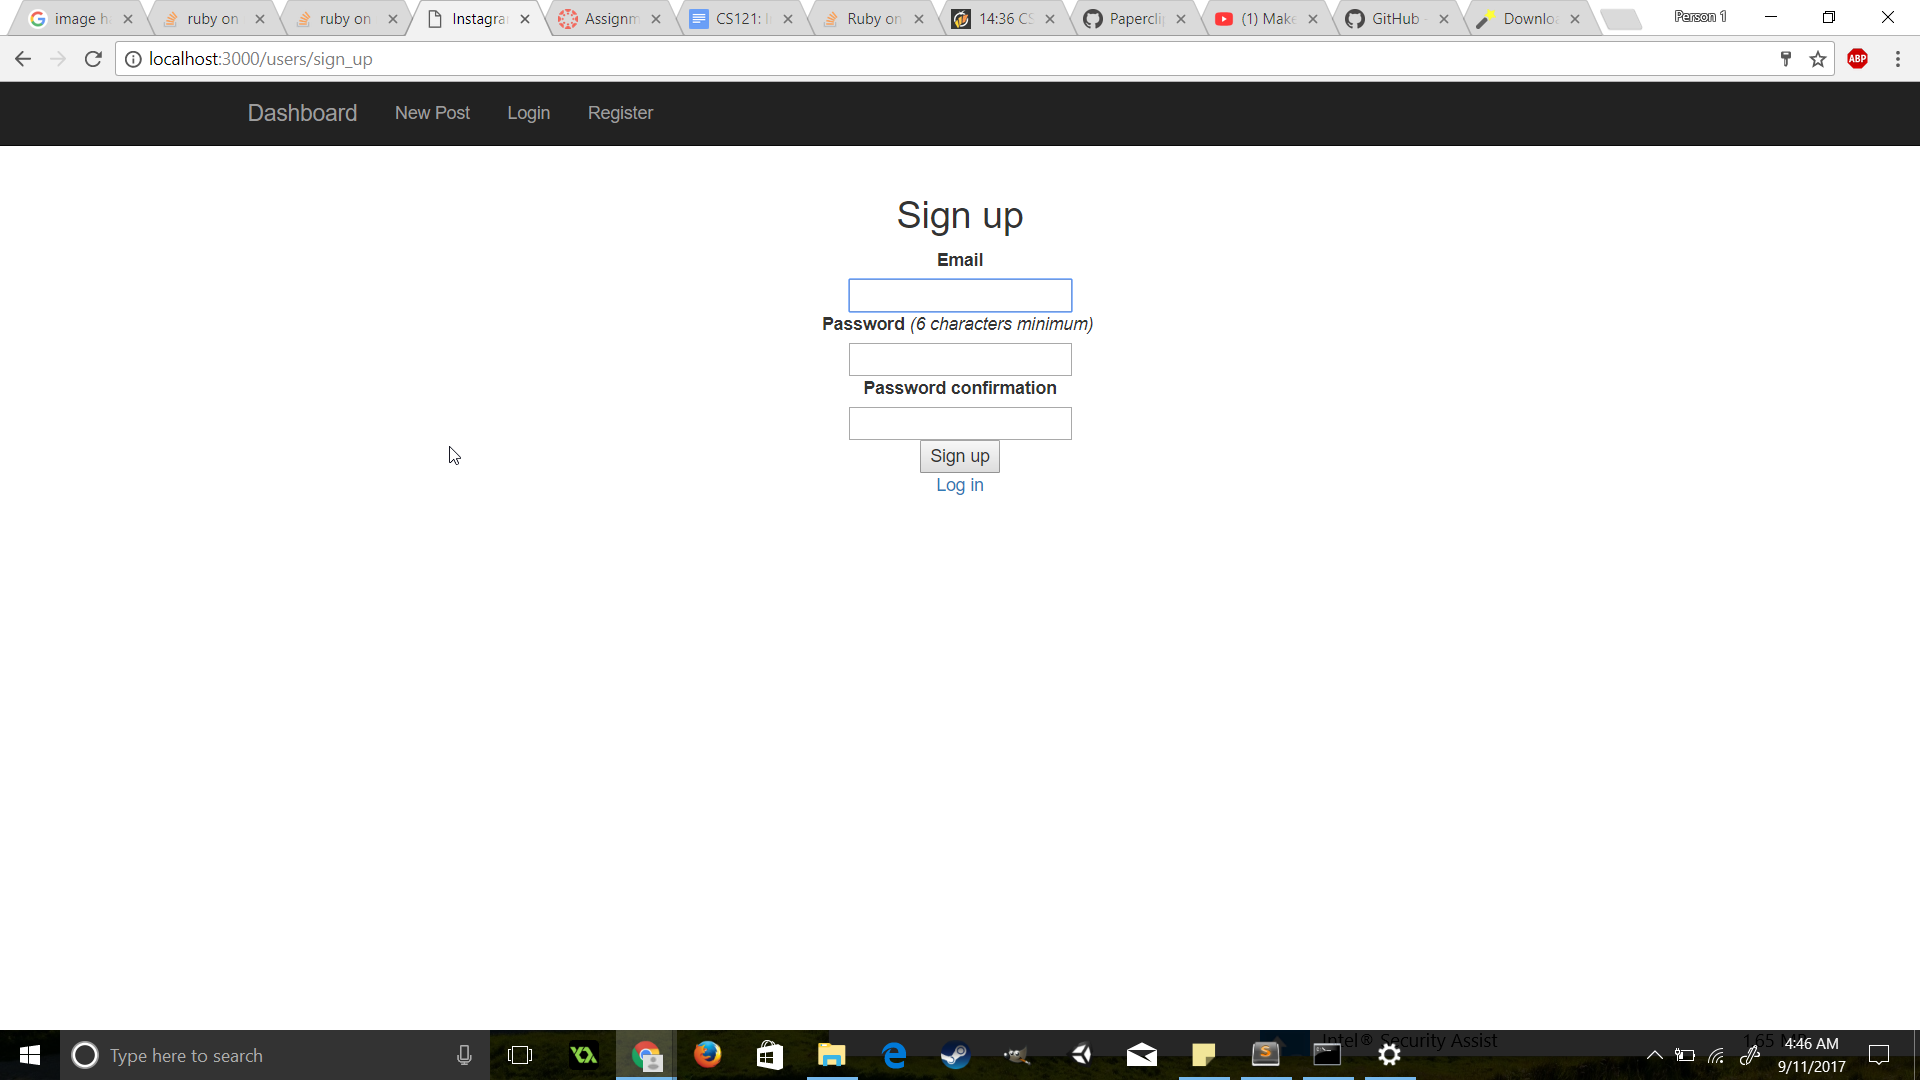 image h
ruby on
ruby on
Instagra
Assignm
CS121: I
Ruby on
14:36 CS
Papercli
(1) Make
GitHub
Downlo
Person 1
localhost:3000/users/sign_up
ABP
Dashboard
New Post
Login
Register
Sign up
Email
Password (6 characters minimum)
Password confirmation
Sign up
Log in
Type here to search
Intel® Security Assist
4:46 AM
9/11/2017